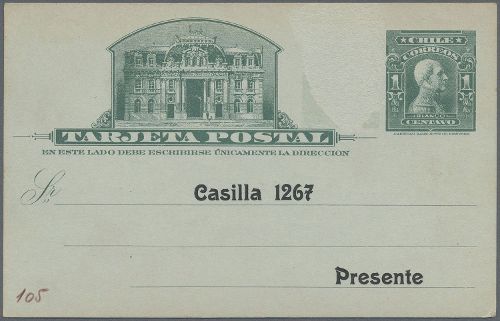 CHILE
CORREOS
1 1
BLANCO
CENTAVO
TARJETA POSTAL
EN ESTE LADO DEBE ESCRIBIRSE ÚNICAMENTE LA DIRECCION
Sr
Casilla 1267
Presente
105